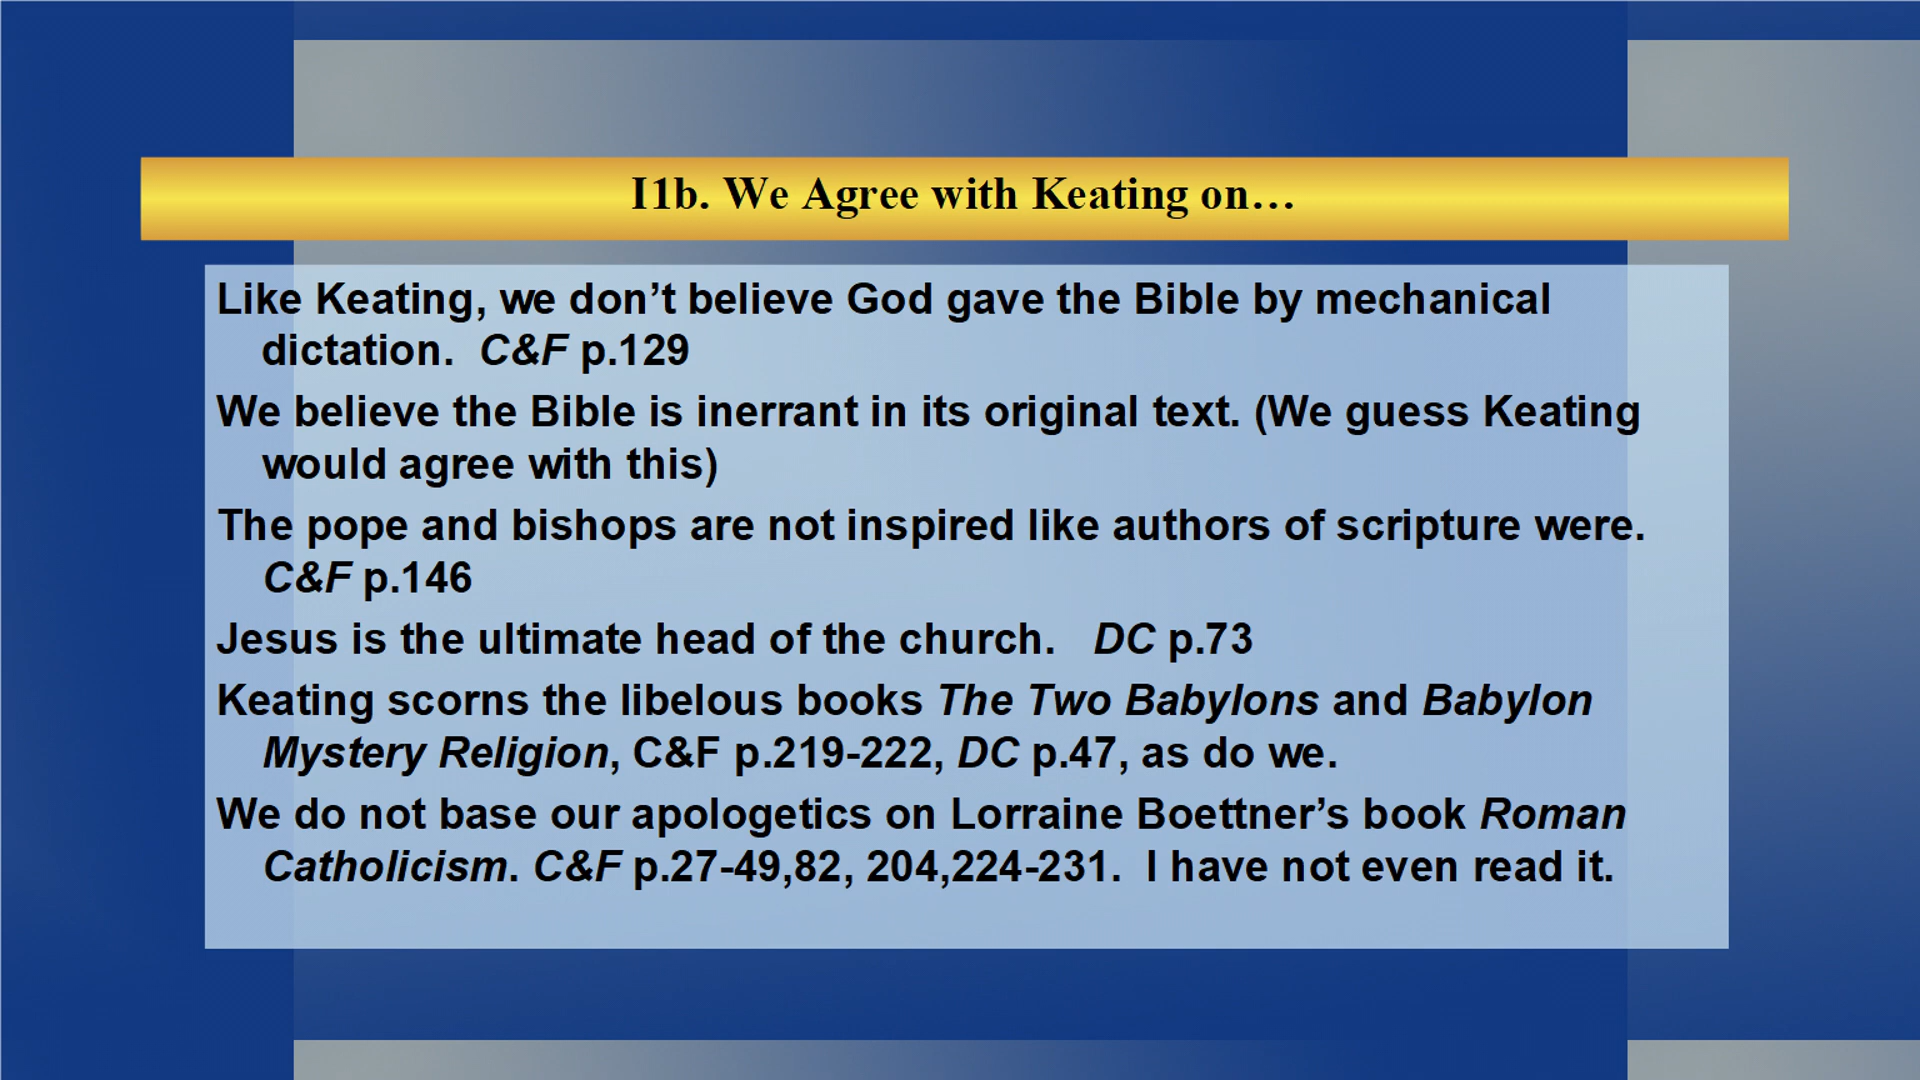 I1b. We Agree with Keating on…
Like Keating, we don’t believe God gave the Bible by mechanical
dictation. C&F p.129
We believe the Bible is inerrant in its original text. (We guess Keating
would agree with this)
The pope and bishops are not inspired like authors of scripture were.
C&F p.146
Jesus is the ultimate head of the church. DC p.73
Keating scorns the libelous books The Two Babylons and Babylon
Mystery Religion, C&F p.219-222, DC p.47, as do we.
We do not base our apologetics on Lorraine Boettner’s book Roman
Catholicism. C&F p.27-49,82, 204,224-231. I have not even read it.